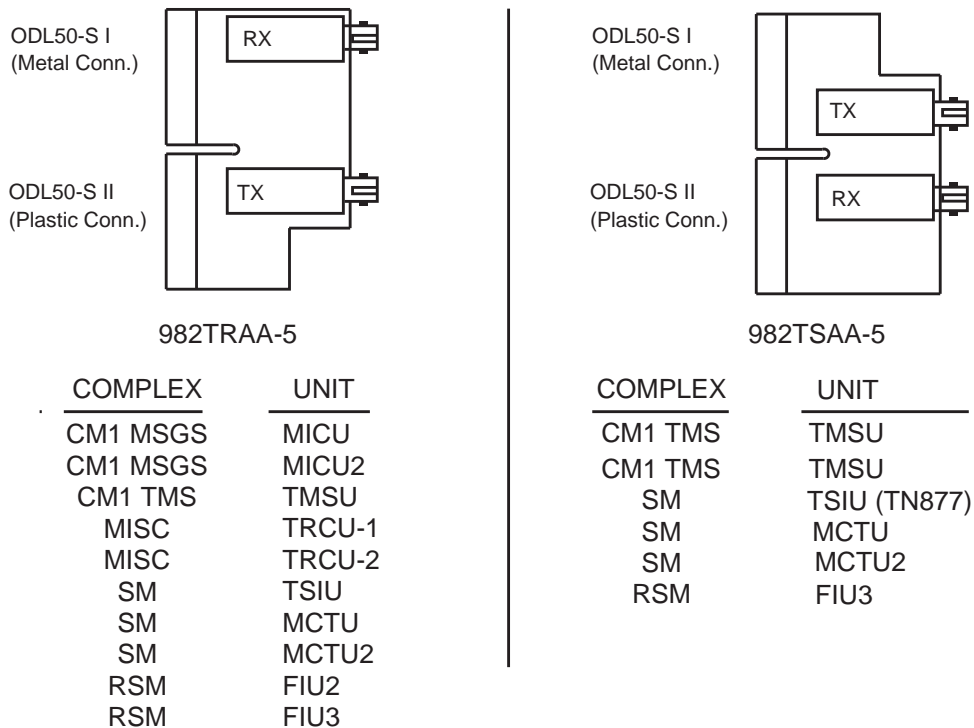 ODL50-S I
(Metal Conn.)
RX
ODL50-S II
(Plastic Conn.)
TX
982TRAA-5
COMPLEX UNIT
CM1 MSGS MICU
CM1 MSGS MICU2
CM1 TMS TMSU
MISC TRCU-1
MISC TRCU-2
SM TSIU
SM MCTU
SM MCTU2
RSM FIU2
RSM FIU3
ODL50-S I
(Metal Conn.)
TX
ODL50-S II
(Plastic Conn.)
RX
982TSAA-5
COMPLEX UNIT
CM1 TMS TMSU
CM1 TMS TMSU
SM TSIU (TN877)
SM MCTU
SM MCTU2
RSM FIU3